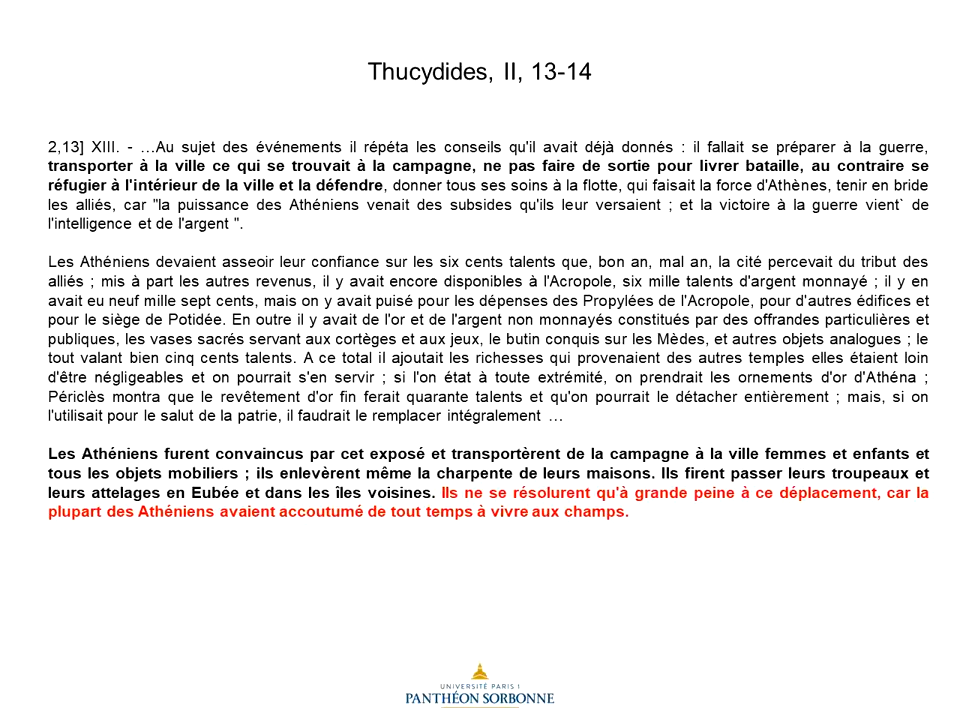 Thucydides, II, 13-14
2,13] XIII. - …Au sujet des événements il répéta les conseils qu'il avait déjà donnés : il fallait se préparer à la guerre,
transporter à la ville ce qui se trouvait à la campagne, ne pas faire de sortie pour livrer bataille, au contraire se
réfugier à l'intérieur de la ville et la défendre, donner tous ses soins à la flotte, qui faisait la force d'Athènes, tenir en bride
les alliés, car "la puissance des Athéniens venait des subsides qu'ils leur versaient ; et la victoire à la guerre vient` de
l'intelligence et de l'argent ".
Les Athéniens devaient asseoir leur confiance sur les six cents talents que, bon an, mal an, la cité percevait du tribut des
alliés ; mis à part les autres revenus, il y avait encore disponibles à l'Acropole, six mille talents d'argent monnayé ; il y en
avait eu neuf mille sept cents, mais on y avait puisé pour les dépenses des Propylées de l'Acropole, pour d'autres édifices et
pour le siège de Potidée. En outre il y avait de l'or et de l'argent non monnayés constitués par des offrandes particulières et
publiques, les vases sacrés servant aux cortèges et aux jeux, le butin conquis sur les Mèdes, et autres objets analogues ; le
tout valant bien cinq cents talents. A ce total il ajoutait les richesses qui provenaient des autres temples elles étaient loin
d'être négligeables et on pourrait s'en servir ; si l'on état à toute extrémité, on prendrait les ornements d'or d'Athéna ;
Périclès montra que le revêtement d'or fin ferait quarante talents et qu'on pourrait le détacher entièrement ; mais, si on
l'utilisait pour le salut de la patrie, il faudrait le remplacer intégralement …
Les Athéniens furent convaincus par cet exposé et transportèrent de la campagne à la ville femmes et enfants et
tous les objets mobiliers ; ils enlevèrent même la charpente de leurs maisons. Ils firent passer leurs troupeaux et
leurs attelages en Eubée et dans les îles voisines. Ils ne se résolurent qu'à grande peine à ce déplacement, car la
plupart des Athéniens avaient accoutumé de tout temps à vivre aux champs.
UNIVERSITÉ PARIS 1
PANTHÉON SORBONNE